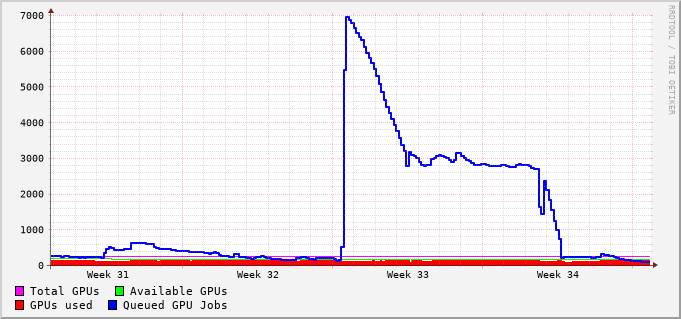 7000
6000
5000
4000
3000
2000
1000
0
Week 31 Week 32 Week 33 Week 34
Total GPUs Available GPUs
GPUs used Queued GPU Jobs
RRDTOOL / TOBI OETIKER